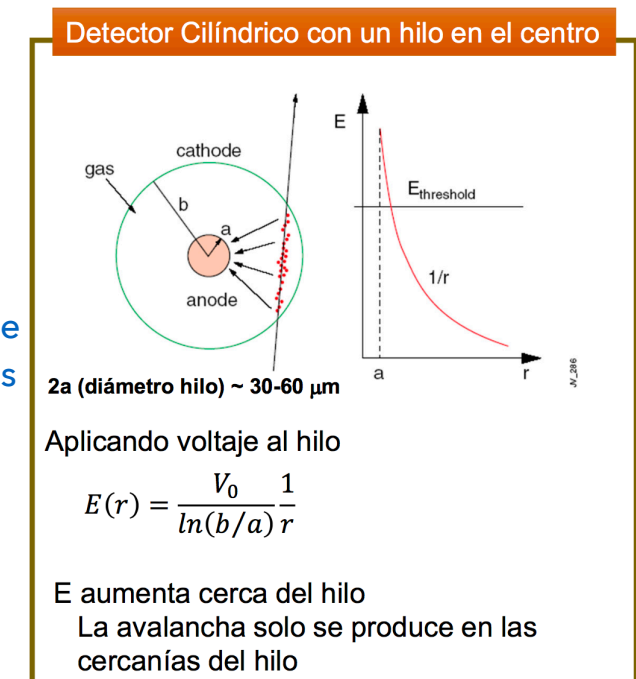 Detector Cilíndrico con un hilo en el centro
cathode
gas
b
a
anode
E
E_threshold
1/r
a
r
JV_286
e
s
2a (diámetro hilo) ~ 30-60 μm
Aplicando voltaje al hilo
E(r) = V₀/ln(b/a) 1/r
E aumenta cerca del hilo
La avalancha solo se produce en las
cercanías del hilo